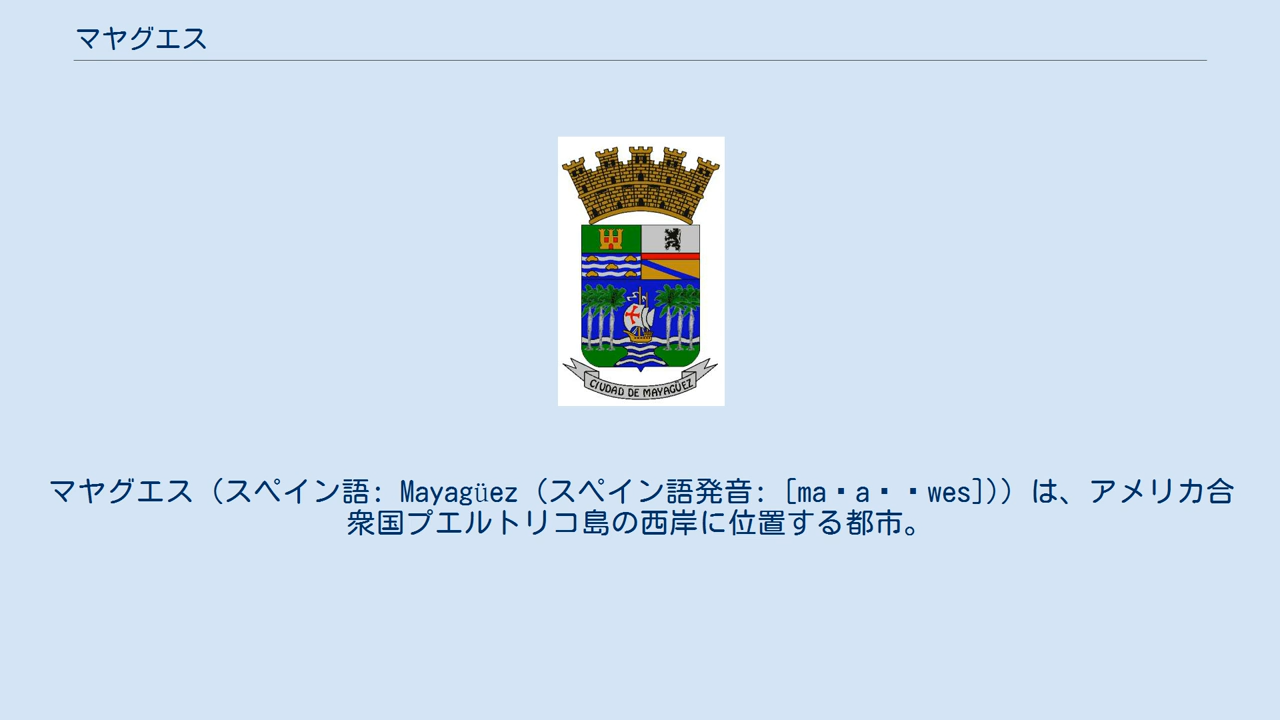 マヤグエス
CIUDAD DE MAYAGÜEZ
マヤグエス（スペイン語: Mayagüez（スペイン語発音: [ma▪a▪▪wes]））は、アメリカ合
衆国プエルトリコ島の西岸に位置する都市。